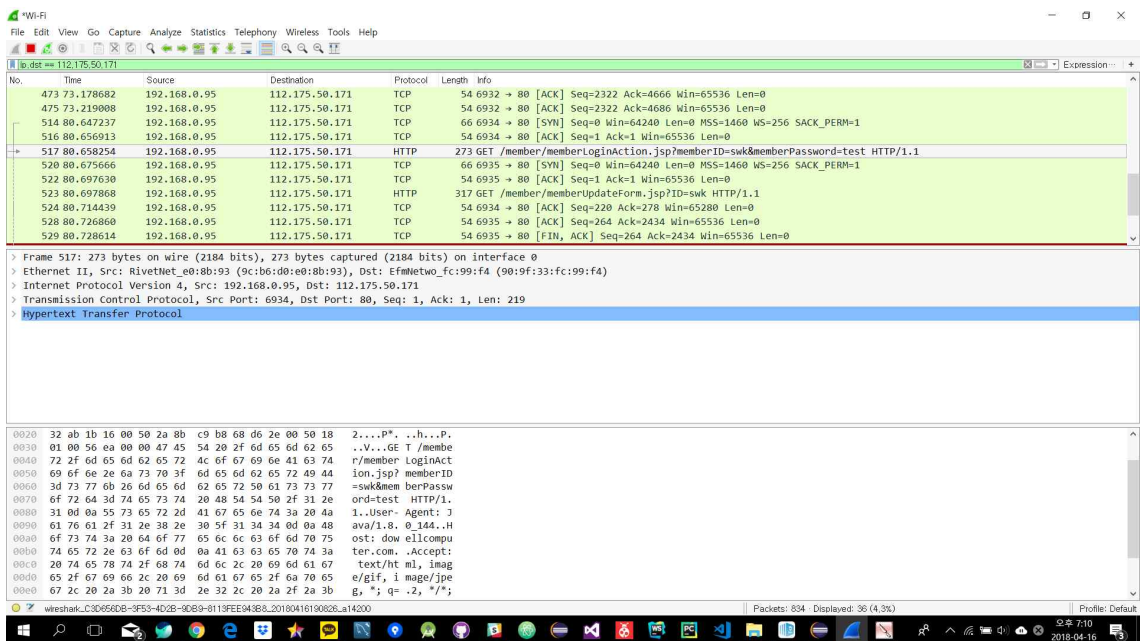 *Wi-Fi
File Edit View Go Capture Analyze Statistics Telephony Wireless Tools Help
ip.dst == 112.175.50.171
Expression…
+
No. Time Source Destination Protocol Length Info
473 73.178682 192.168.0.95 112.175.50.171 TCP 54 6932 → 80 [ACK] Seq=2322 Ack=4666 Win=65536 Len=0
475 73.219008 192.168.0.95 112.175.50.171 TCP 54 6932 → 80 [ACK] Seq=2322 Ack=4686 Win=65536 Len=0
514 80.647237 192.168.0.95 112.175.50.171 TCP 66 6934 → 80 [SYN] Seq=0 Win=64240 Len=0 MSS=1460 WS=256 SACK_PERM=1
516 80.656913 192.168.0.95 112.175.50.171 TCP 54 6934 → 80 [ACK] Seq=1 Ack=1 Win=65536 Len=0
517 80.658254 192.168.0.95 112.175.50.171 HTTP 273 GET /member/memberLoginAction.jsp?memberID=swk&memberPassword=test HTTP/1.1
520 80.675666 192.168.0.95 112.175.50.171 TCP 66 6935 → 80 [SYN] Seq=0 Win=64240 Len=0 MSS=1460 WS=256 SACK_PERM=1
522 80.697630 192.168.0.95 112.175.50.171 TCP 54 6935 → 80 [ACK] Seq=1 Ack=1 Win=65536 Len=0
523 80.697868 192.168.0.95 112.175.50.171 HTTP 317 GET /member/memberUpdateForm.jsp?ID=swk HTTP/1.1
524 80.714439 192.168.0.95 112.175.50.171 TCP 54 6934 → 80 [ACK] Seq=220 Ack=278 Win=65280 Len=0
528 80.726860 192.168.0.95 112.175.50.171 TCP 54 6935 → 80 [ACK] Seq=264 Ack=2434 Win=65536 Len=0
529 80.728614 192.168.0.95 112.175.50.171 TCP 54 6935 → 80 [FIN, ACK] Seq=264 Ack=2434 Win=65536 Len=0
> Frame 517: 273 bytes on wire (2184 bits), 273 bytes captured (2184 bits) on interface 0
> Ethernet II, Src: RivetNet_e0:8b:93 (9c:b6:d0:e0:8b:93), Dst: EfmNetwo_fc:99:f4 (90:9f:33:fc:99:f4)
> Internet Protocol Version 4, Src: 192.168.0.95, Dst: 112.175.50.171
> Transmission Control Protocol, Src Port: 6934, Dst Port: 80, Seq: 1, Ack: 1, Len: 219
> Hypertext Transfer Protocol
0020 32 ab 1b 16 00 50 2a 8b c9 b8 68 d6 2e 00 50 18 2....P*. ..h...P.
0030 01 00 56 ea 00 00 47 45 54 20 2f 6d 65 6d 62 65 ..V...GE T /membe
0040 72 2f 6d 65 6d 62 65 72 4c 6f 67 69 6e 41 63 74 r/member LoginAct
0050 69 6f 6e 2e 6a 73 70 3f 6d 65 6d 62 65 72 49 44 ion.jsp? memberID
0060 3d 73 77 6b 26 6d 65 6d 62 65 72 50 61 73 73 77 =swk&mem berPassw
0070 6f 72 64 3d 74 65 73 74 20 48 54 54 50 2f 31 2e ord=test HTTP/1.
0080 31 0d 0a 55 73 65 72 2d 41 67 65 6e 74 3a 20 4a 1..User- Agent: J
0090 61 76 61 2f 31 2e 38 2e 30 5f 31 34 34 0d 0a 48 ava/1.8. 0_144..H
00a0 6f 73 74 3a 20 64 6f 77 65 6c 6c 63 6f 6d 70 75 ost: dow ellcompu
00b0 74 65 72 2e 63 6f 6d 0d 0a 41 63 63 65 70 74 3a ter.com. .Accept:
00c0 20 74 65 78 74 2f 68 74 6d 6c 2c 20 69 6d 61 67 text/ht ml, imag
00d0 65 2f 67 69 66 2c 20 69 6d 61 67 65 2f 6a 70 65 e/gif, i mage/jpe
00e0 67 2c 20 2a 3b 20 71 3d 2e 32 2c 20 2a 2f 2a 3b g, *; q= .2, */*;
wireshark_C3D656DB-3F53-4D2B-9DB9-8113FEE943B8_20180416190826_a14200
Packets: 834 · Displayed: 36 (4,3%)
Profile: Default
TALK
WS
PC
오후 7:10
2018-04-16
3